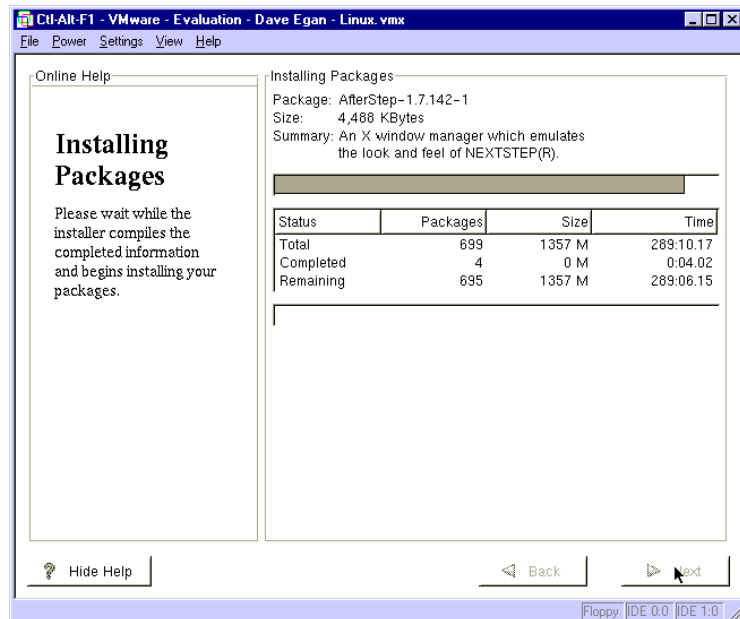 Ctl-Alt-F1 - VMware - Evaluation - Dave Egan - Linux.vmx
File Power Settings View Help
Online Help
Installing Packages
Please wait while the
installer compiles the
completed information
and begins installing your
packages.
Installing Packages
Package: AfterStep-1.7.142-1
Size: 4,488 KBytes
Summary: An X window manager which emulates
the look and feel of NEXTSTEP(R).
Status Packages Size Time
Total 699 1357 M 289:10.17
Completed 4 0 M 0:04.02
Remaining 695 1357 M 289:06.15
Hide Help Back Next
Floppy IDE 0:0 IDE 1:0